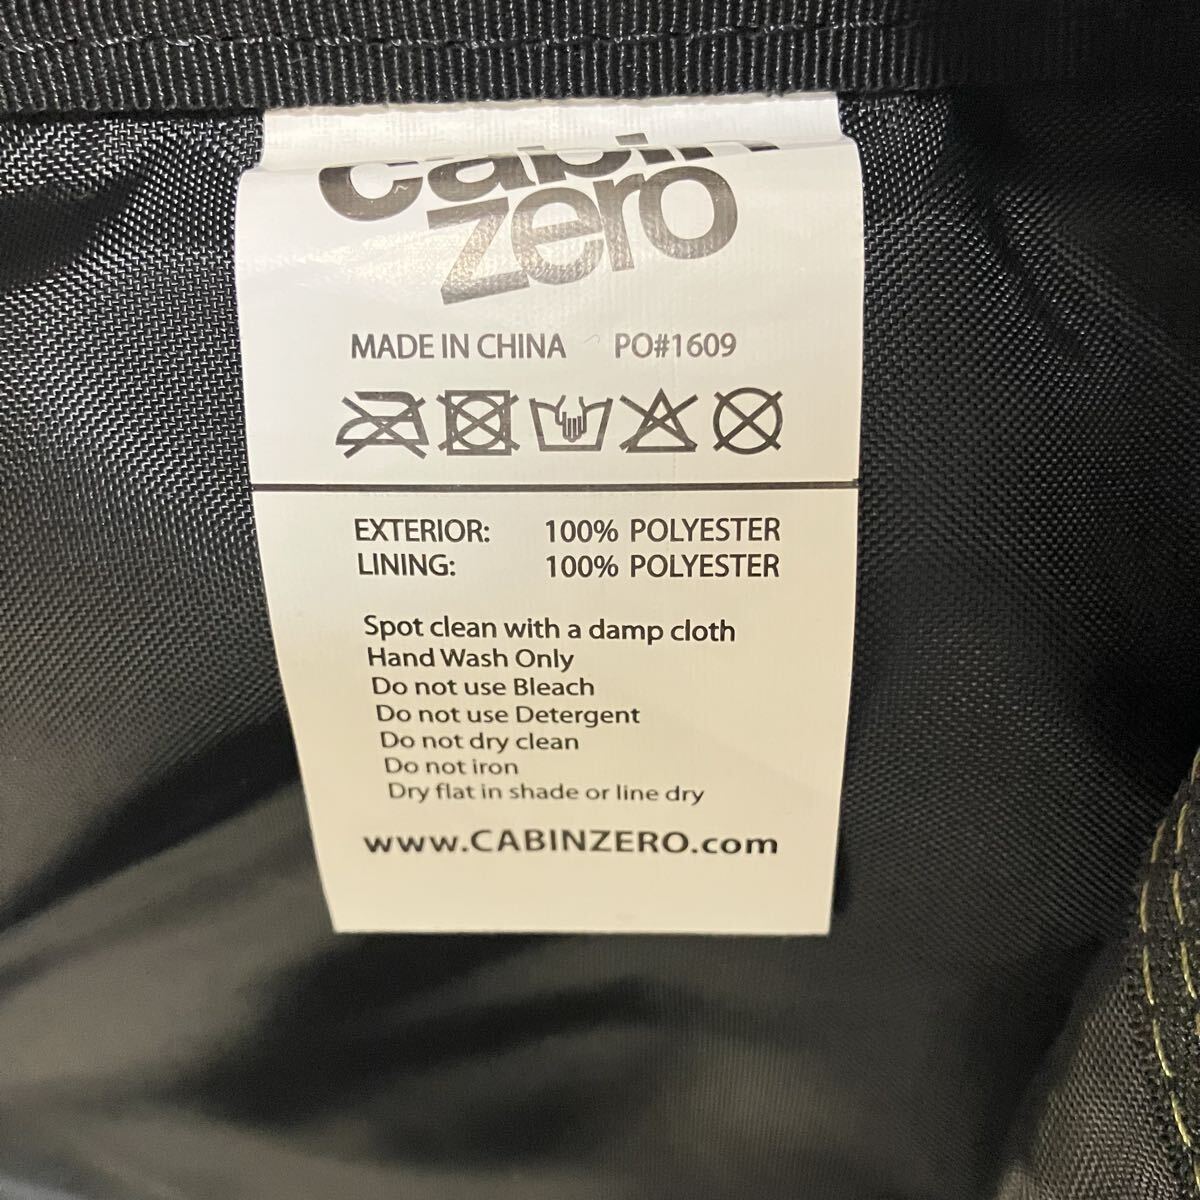 cabin
zero
MADE IN CHINA PO#1609
EXTERIOR: 100% POLYESTER
LINING: 100% POLYESTER
Spot clean with a damp cloth
Hand Wash Only
Do not use Bleach
Do not use Detergent
Do not dry clean
Do not iron
Dry flat in shade or line dry
www.CABINZERO.com